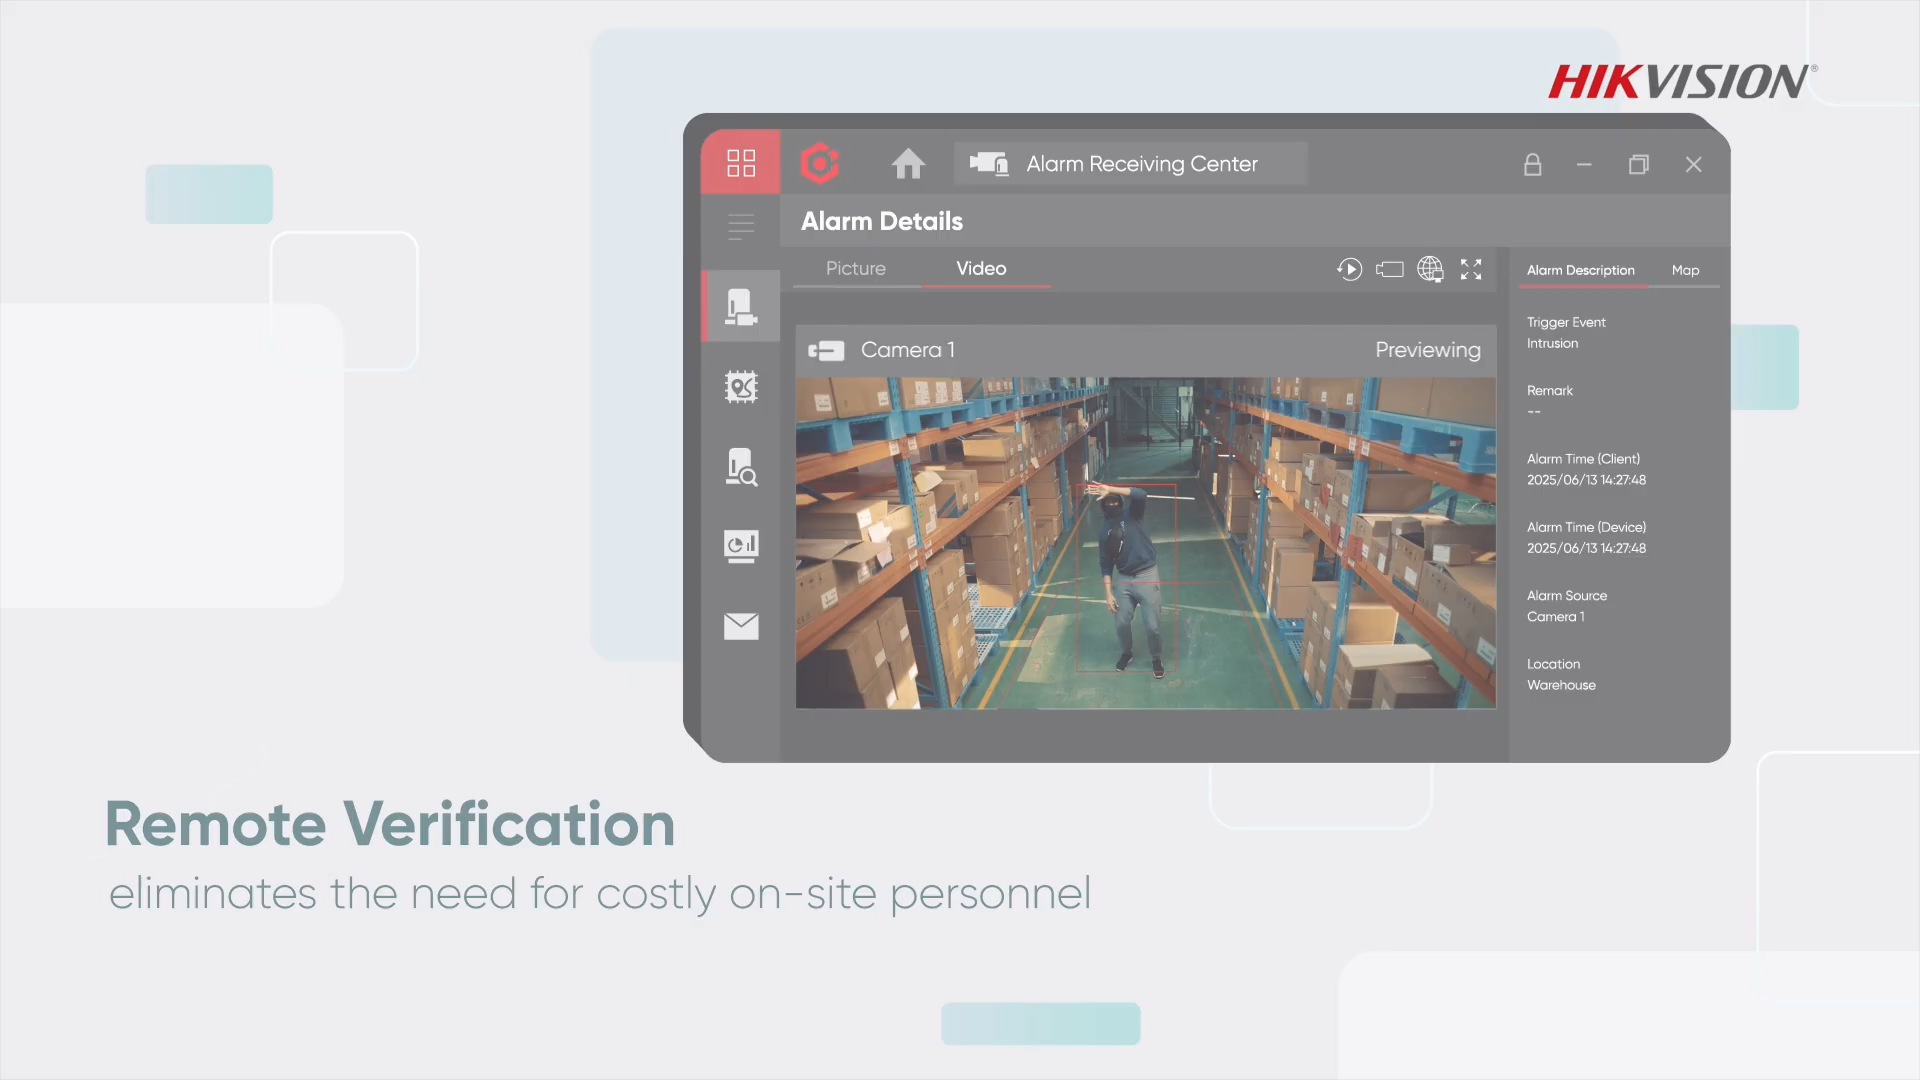 HIKVISION®
Alarm Receiving Center
Alarm Details
Picture
Video
Alarm Description
Map
Camera 1
Previewing
Trigger Event
Intrusion
Remark
--
Alarm Time (Client)
2025/06/13 14:27:48
Alarm Time (Device)
2025/06/13 14:27:48
Alarm Source
Camera 1
Location
Warehouse
Remote Verification
eliminates the need for costly on-site personnel